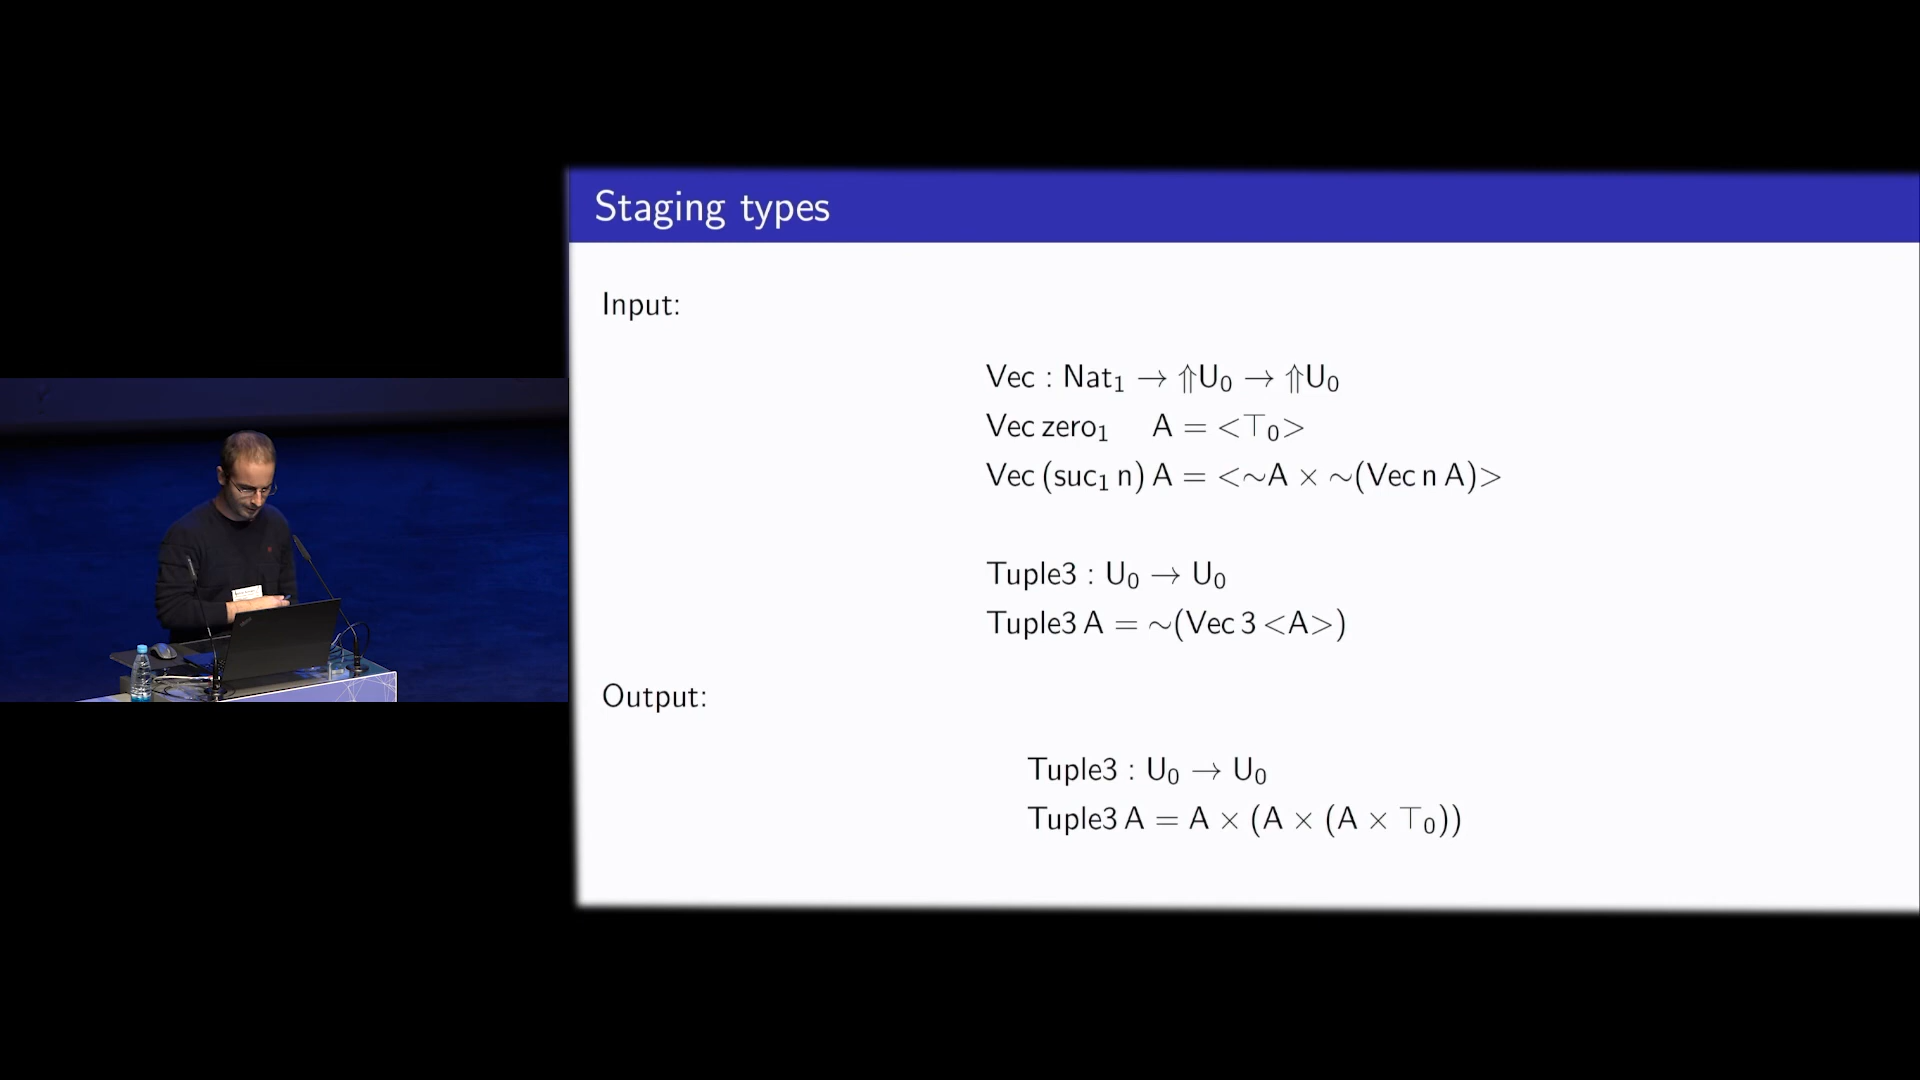 Staging types
Input:
Vec : Nat₁ → ⇑U₀ → ⇑U₀
Vec zero₁ A = <⊤₀>
Vec (suc₁ n) A = <∼A × ∼(Vec n A)>
Tuple3 : U₀ → U₀
Tuple3 A = ∼(Vec 3 <A>)
Output:
Tuple3 : U₀ → U₀
Tuple3 A = A × (A × (A × ⊤₀))